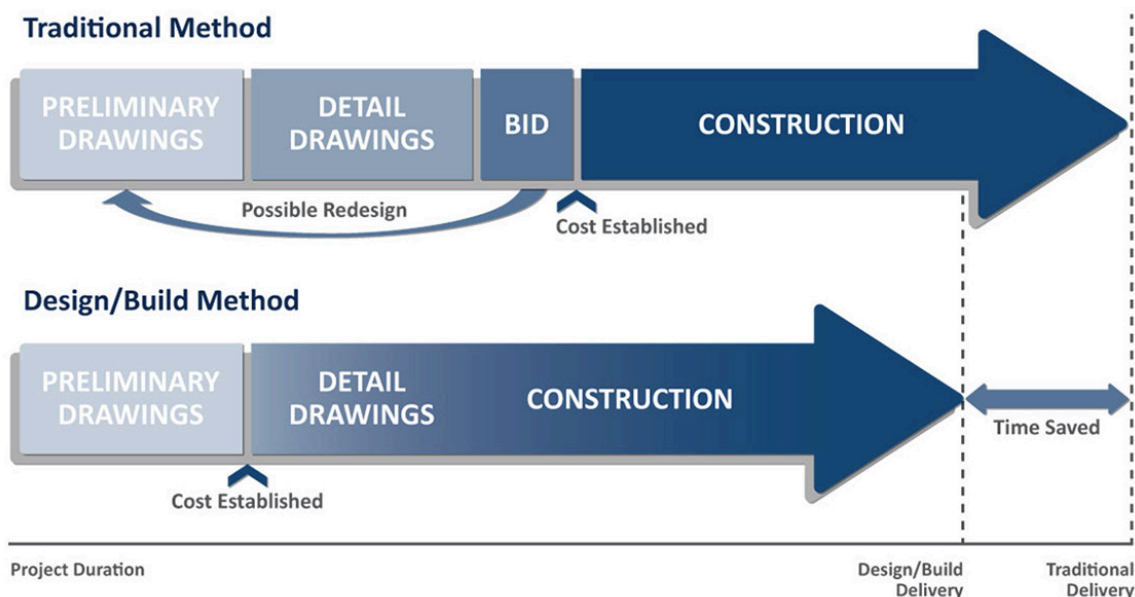 Traditional Method
PRELIMINARY
DRAWINGS
DETAIL
DRAWINGS
BID
CONSTRUCTION
Possible Redesign
Cost Established
Design/Build Method
PRELIMINARY
DRAWINGS
DETAIL
DRAWINGS
CONSTRUCTION
Time Saved
Cost Established
Project Duration
Design/Build
Delivery
Traditional
Delivery